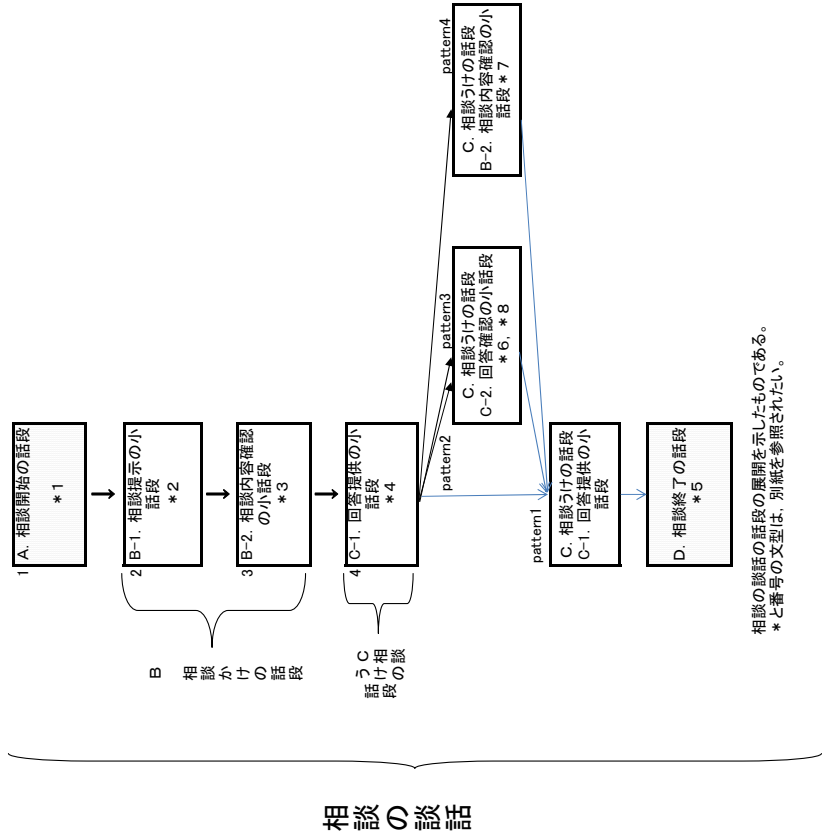 相談の談話
B 相談かけの話段
C 相談の
うけ
話段
1 A. 相談開始の話段
*1
2 B-1. 相談提示の小
話段
*2
3 B-2. 相談内容確認
の小話段
*3
4 C-1. 回答提供の小
話段
*4
pattern1
pattern2
pattern3
pattern4
C. 相談うけの話段
C-2. 回答確認の小話段
*6, *8
C. 相談うけの話段
B-2. 相談内容確認の小
話段*7
C. 相談うけの話段
C-1. 回答提供の小
話段
D. 相談終了の話段
*5
相談の談話の話段の展開を示したものである。
*と番号の文型は、別紙を参照されたい。